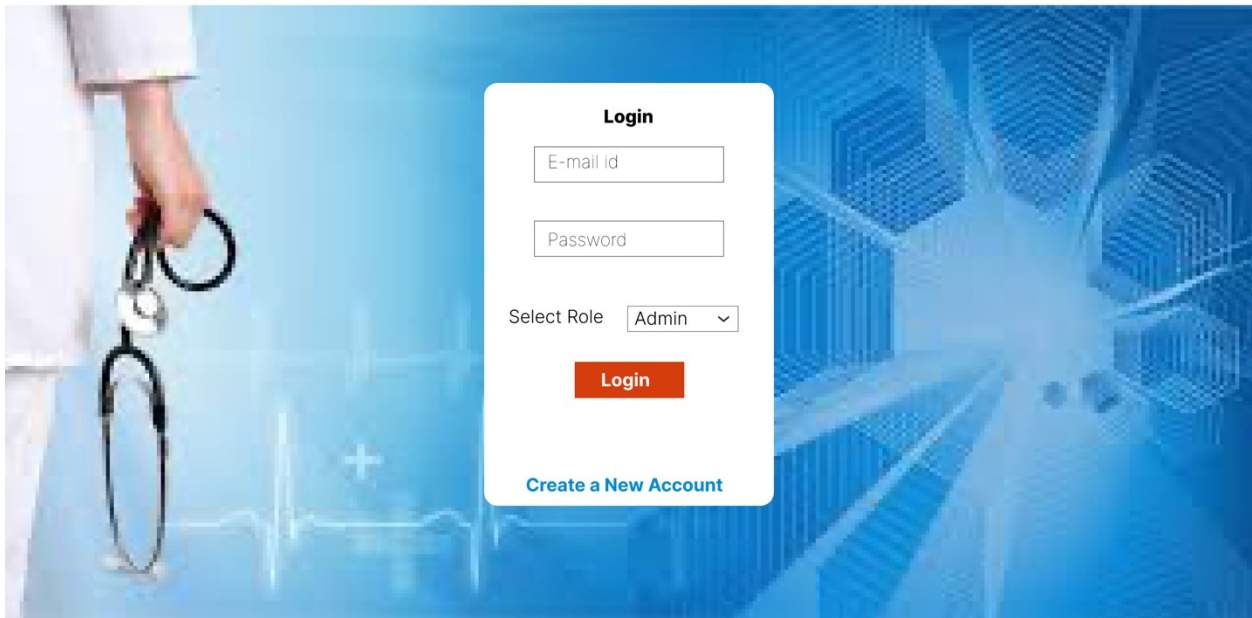 Login
E-mail id
Password
Select Role Admin
Login
Create a New Account